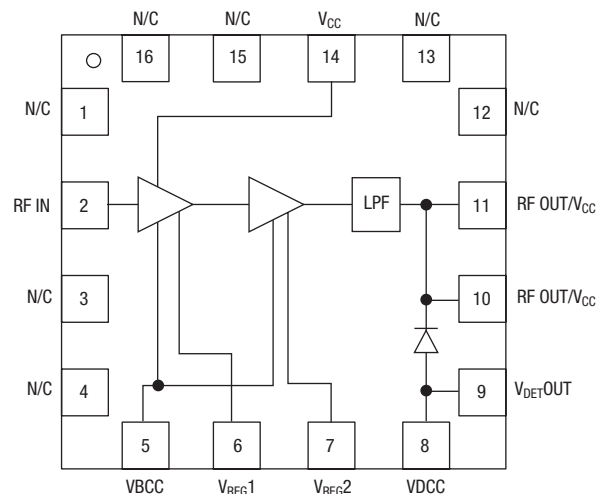 N/C N/C VCC N/C
16 15 14 13
N/C 1 12 N/C
RF IN 2 LPF 11 RF OUT/VCC
N/C 3 10 RF OUT/VCC
N/C 4 9 VDETOUT
5 6 7 8
VBCC VREG1 VREG2 VDCC